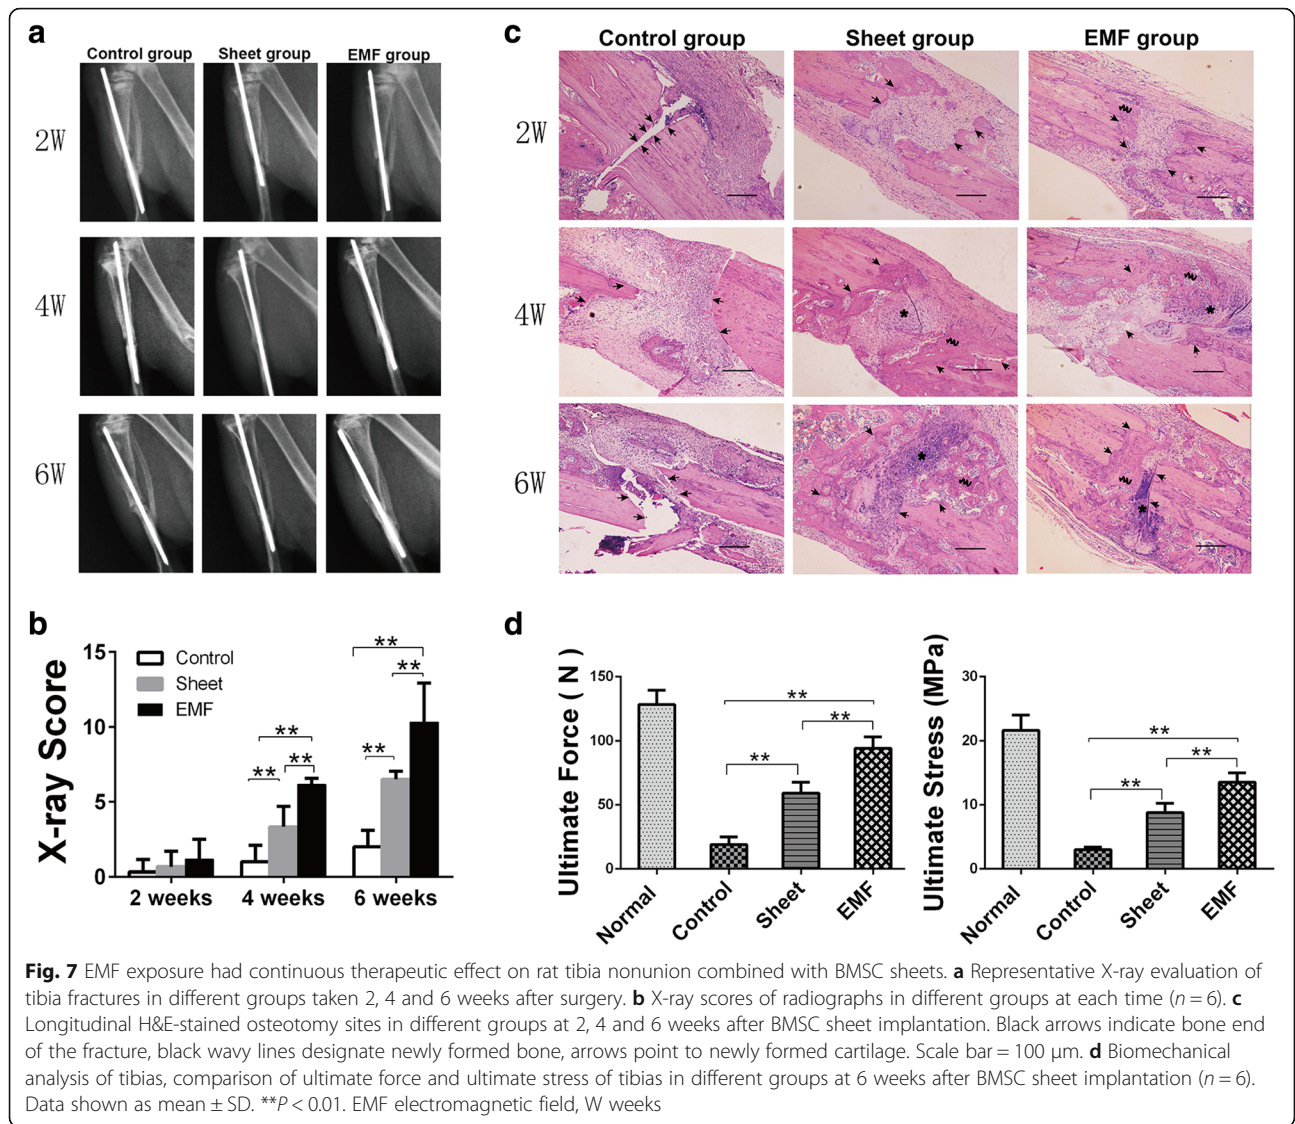 a
Control group Sheet group EMF group
2W
4W
6W
c
Control group Sheet group EMF group
2W
*
4W
* *
6W
* *
b
X-ray Score
15
10
5
0
Control
Sheet
EMF
** ** **
** ** **
2 weeks 4 weeks 6 weeks
d
Ultimate Force ( N )
150
100
50
0
**
**
**
Normal Control Sheet EMF
Ultimate Stress (MPa)
30
20
10
0
**
**
**
Normal Control Sheet EMF
Fig. 7 EMF exposure had continuous therapeutic effect on rat tibia nonunion combined with BMSC sheets. a Representative X-ray evaluation of
tibia fractures in different groups taken 2, 4 and 6 weeks after surgery. b X-ray scores of radiographs in different groups at each time (n = 6). c
Longitudinal H&E-stained osteotomy sites in different groups at 2, 4 and 6 weeks after BMSC sheet implantation. Black arrows indicate bone end
of the fracture, black wavy lines designate newly formed bone, arrows point to newly formed cartilage. Scale bar = 100 μm. d Biomechanical
analysis of tibias, comparison of ultimate force and ultimate stress of tibias in different groups at 6 weeks after BMSC sheet implantation (n = 6).
Data shown as mean ± SD. **P < 0.01. EMF electromagnetic field, W weeks